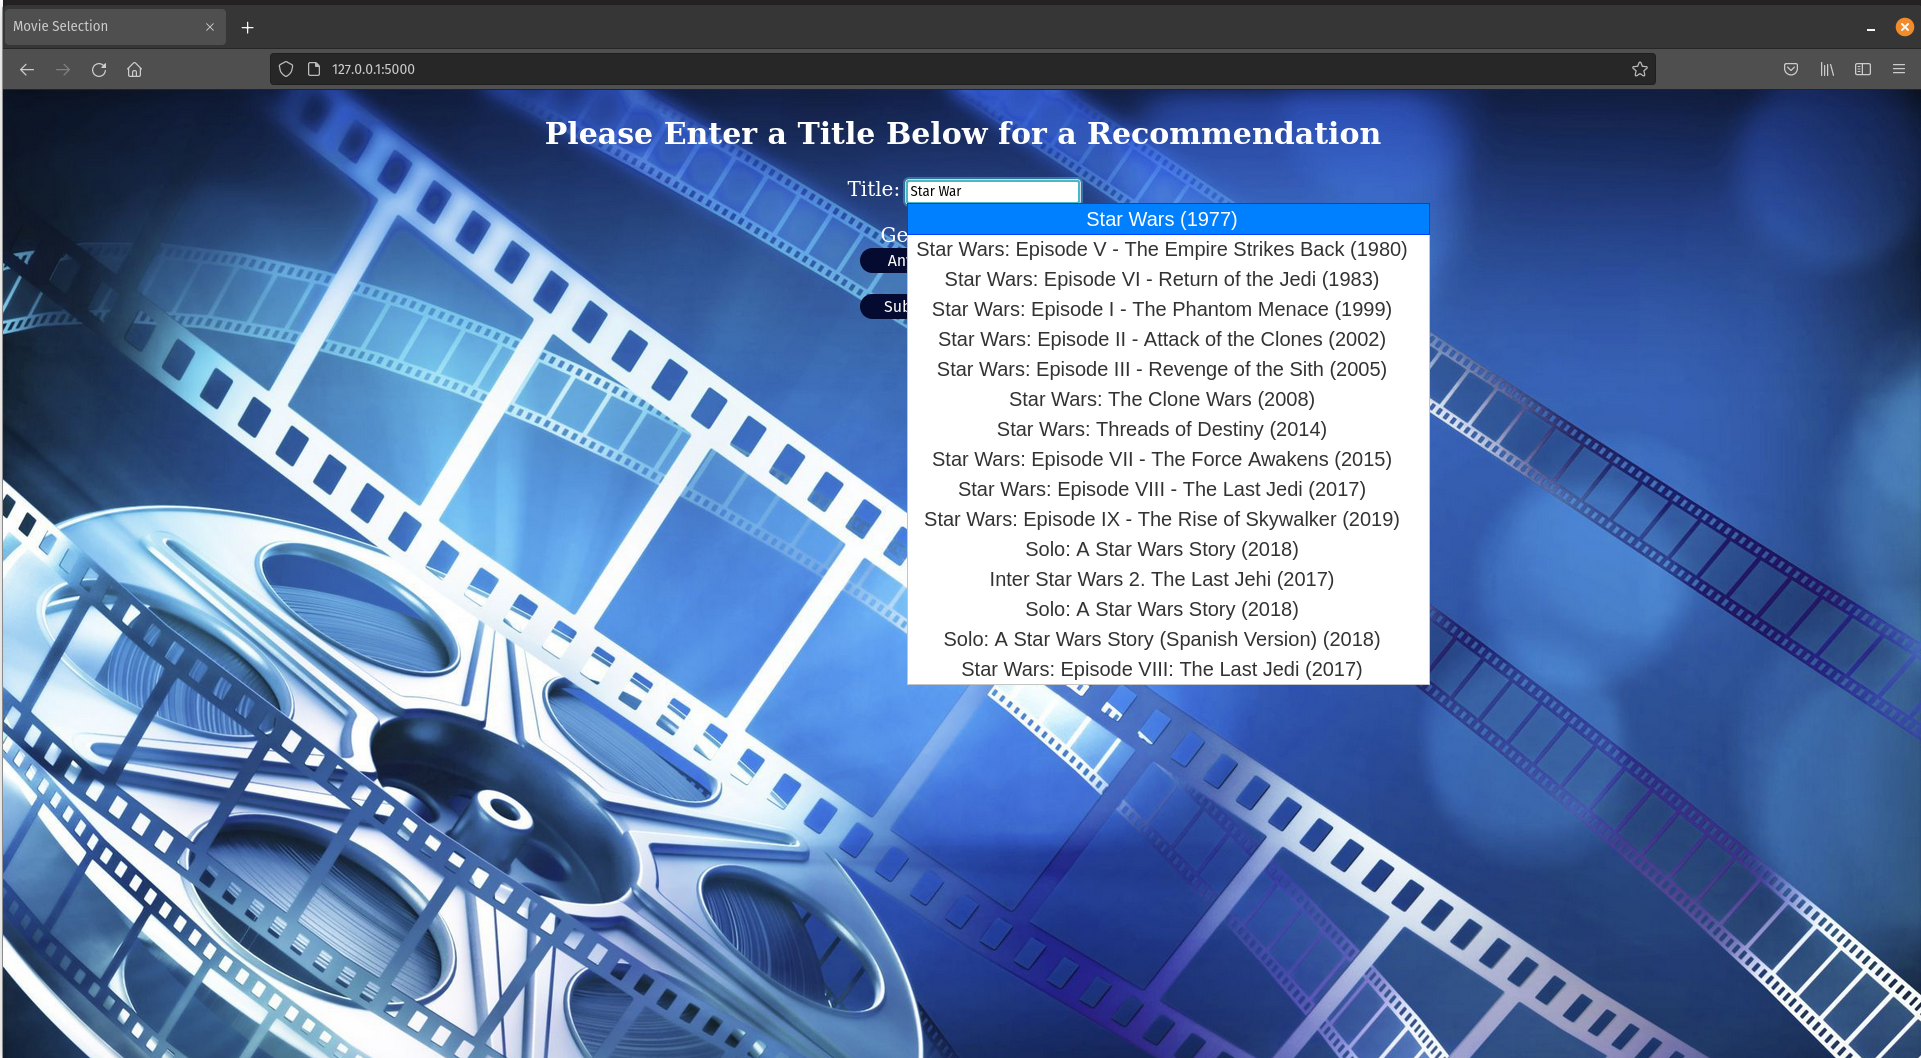 Movie Selection
127.0.0.1:5000
Please Enter a Title Below for a Recommendation
Title: Star War
Star Wars (1977)
Ge
Star Wars: Episode V - The Empire Strikes Back (1980)
An
Star Wars: Episode VI - Return of the Jedi (1983)
Sub
Star Wars: Episode I - The Phantom Menace (1999)
Star Wars: Episode II - Attack of the Clones (2002)
Star Wars: Episode III - Revenge of the Sith (2005)
Star Wars: The Clone Wars (2008)
Star Wars: Threads of Destiny (2014)
Star Wars: Episode VII - The Force Awakens (2015)
Star Wars: Episode VIII - The Last Jedi (2017)
Star Wars: Episode IX - The Rise of Skywalker (2019)
Solo: A Star Wars Story (2018)
Inter Star Wars 2. The Last Jehi (2017)
Solo: A Star Wars Story (2018)
Solo: A Star Wars Story (Spanish Version) (2018)
Star Wars: Episode VIII: The Last Jedi (2017)